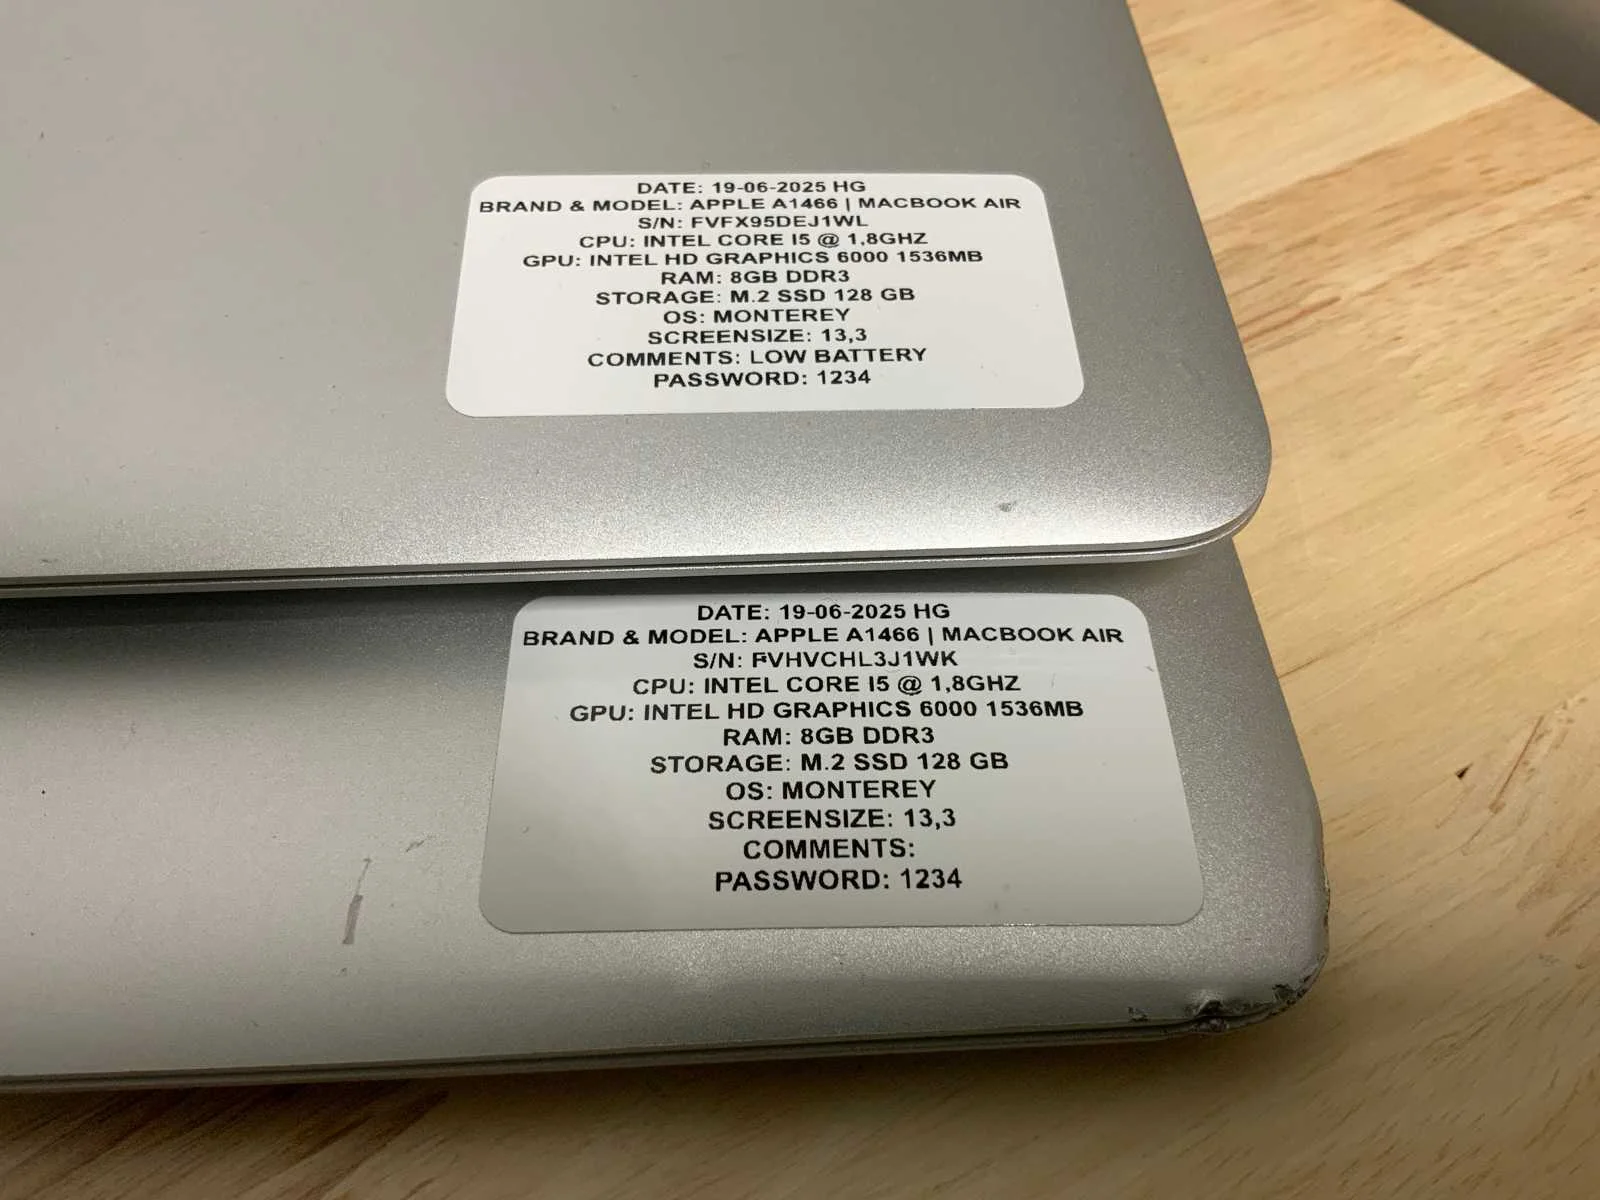 DATE: 19-06-2025 HG
BRAND & MODEL: APPLE A1466 | MACBOOK AIR
S/N: FVFX95DEJ1WL
CPU: INTEL CORE I5 @ 1,8GHZ
GPU: INTEL HD GRAPHICS 6000 1536MB
RAM: 8GB DDR3
STORAGE: M.2 SSD 128 GB
OS: MONTEREY
SCREENSIZE: 13,3
COMMENTS: LOW BATTERY
PASSWORD: 1234
DATE: 19-06-2025 HG
BRAND & MODEL: APPLE A1466 | MACBOOK AIR
S/N: FVHVCHL3J1WK
CPU: INTEL CORE I5 @ 1,8GHZ
GPU: INTEL HD GRAPHICS 6000 1536MB
RAM: 8GB DDR3
STORAGE: M.2 SSD 128 GB
OS: MONTEREY
SCREENSIZE: 13,3
COMMENTS:
PASSWORD: 1234